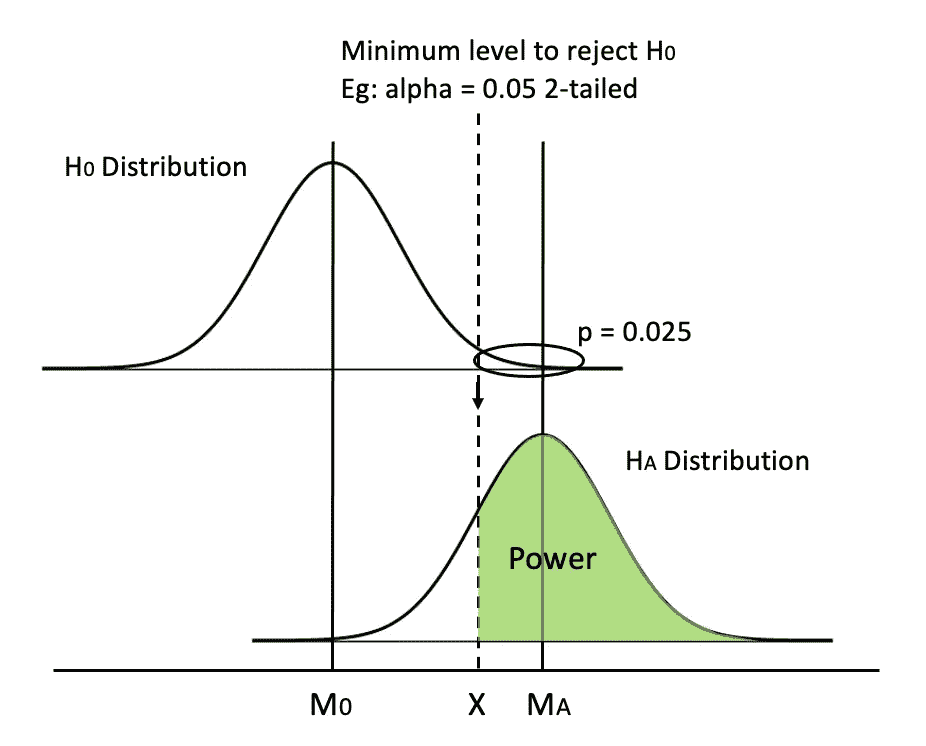 Minimum level to reject H0
Eg: alpha = 0.05 2-tailed
H0 Distribution
p = 0.025
HA Distribution
Power
M0
X
MA